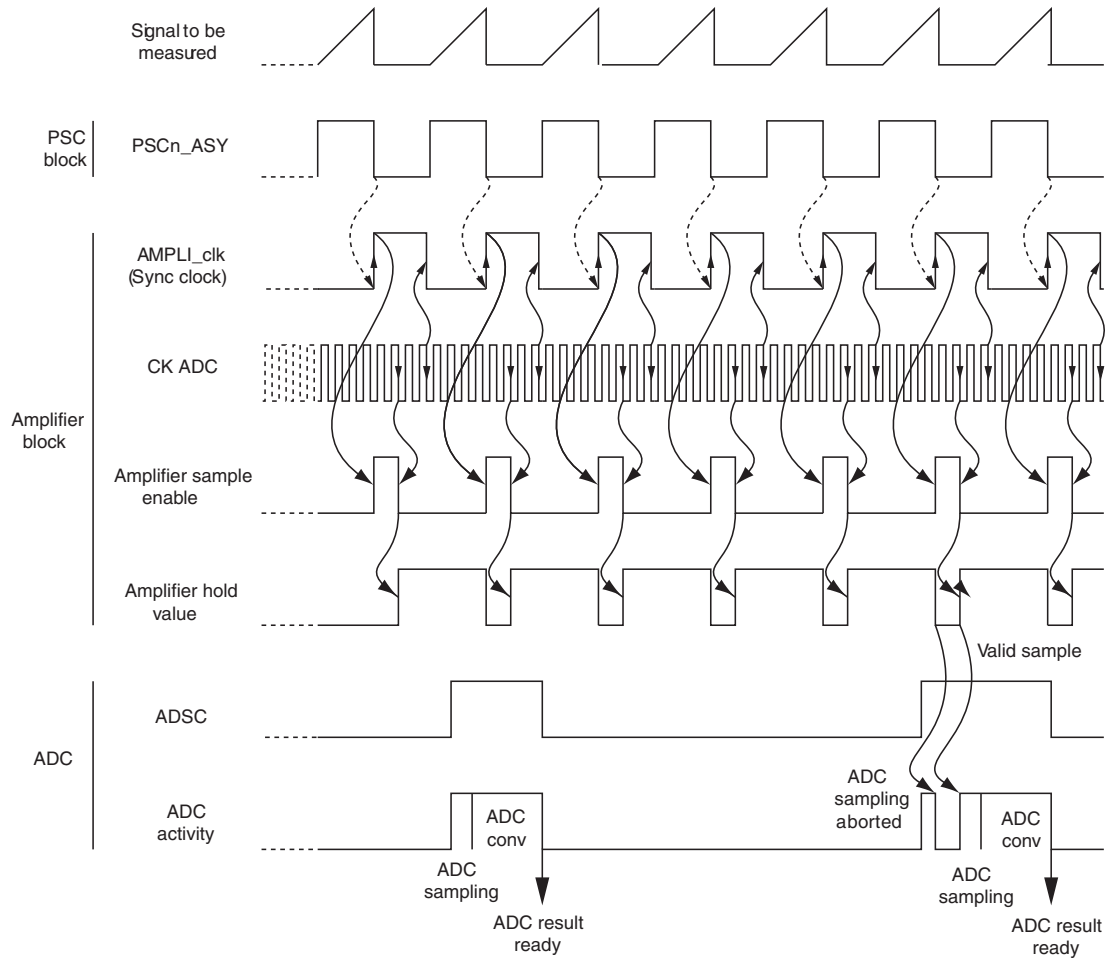 Signal to be
measured
PSC
block
PSCn_ASY
AMPLI_clk
(Sync clock)
CK ADC
Amplifier
block
Amplifier sample
enable
Amplifier hold
value
Valid sample
ADSC
ADC
ADC
activity
ADC
conv
ADC
sampling
ADC result
ready
ADC
sampling
aborted
ADC
conv
ADC
sampling
ADC result
ready